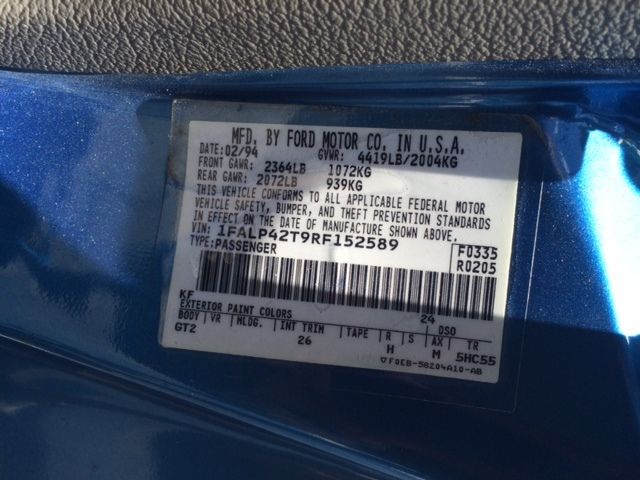 MFD. BY FORD MOTOR CO. IN U.S.A.
DATE: 02/94 GVWR: 4419LB/2004KG
FRONT GAWR: 2364LB 1072KG
REAR GAWR: 2072LB 939KG
THIS VEHICLE CONFORMS TO ALL APPLICABLE FEDERAL MOTOR
VEHICLE SAFETY, BUMPER, AND THEFT PREVENTION STANDARDS
IN EFFECT ON THE DATE OF MANUFACTURE SHOWN ABOVE.
VIN: 1FALP42T9RF152589 F0335
TYPE: PASSENGER R0205
KF 24
EXTERIOR PAINT COLORS DSO
BODY VR MLDG. INT TRIM TAPE R S AX TR
GT2 26 H M 5HC55
▽F0EB-58204A10-AB